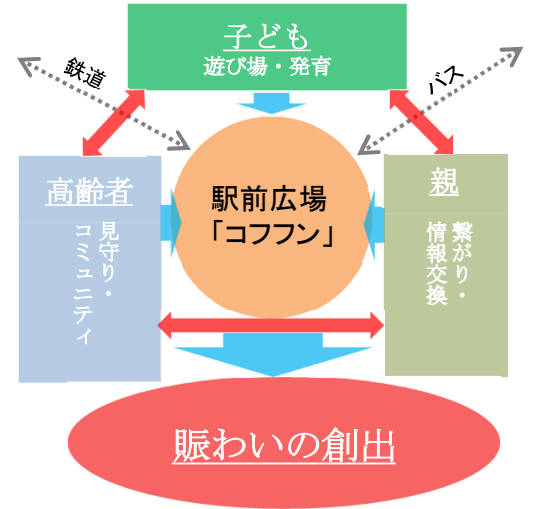 子ども
遊び場・発育
鉄道
バス
高齢者
見守り・
コミュニティ
駅前広場
「コフフン」
親
繋がり・
情報交換
賑わいの創出